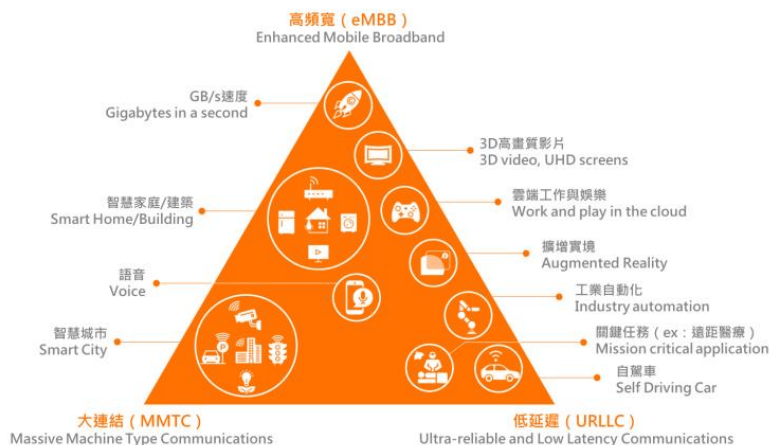 高頻寬（eMBB）
Enhanced Mobile Broadband
GB/s速度
Gigabytes in a second
3D高畫質影片
3D video, UHD screens
智慧家庭/建築
Smart Home/Building
雲端工作與娛樂
Work and play in the cloud
擴增實境
Augmented Reality
語音
Voice
工業自動化
Industry automation
智慧城市
Smart City
關鍵任務（ex：遠距醫療）
Mission critical application
自駕車
Self Driving Car
大連結（MMTC）
Massive Machine Type Communications
低延遲（URLLC）
Ultra-reliable and Low Latency Communications
P